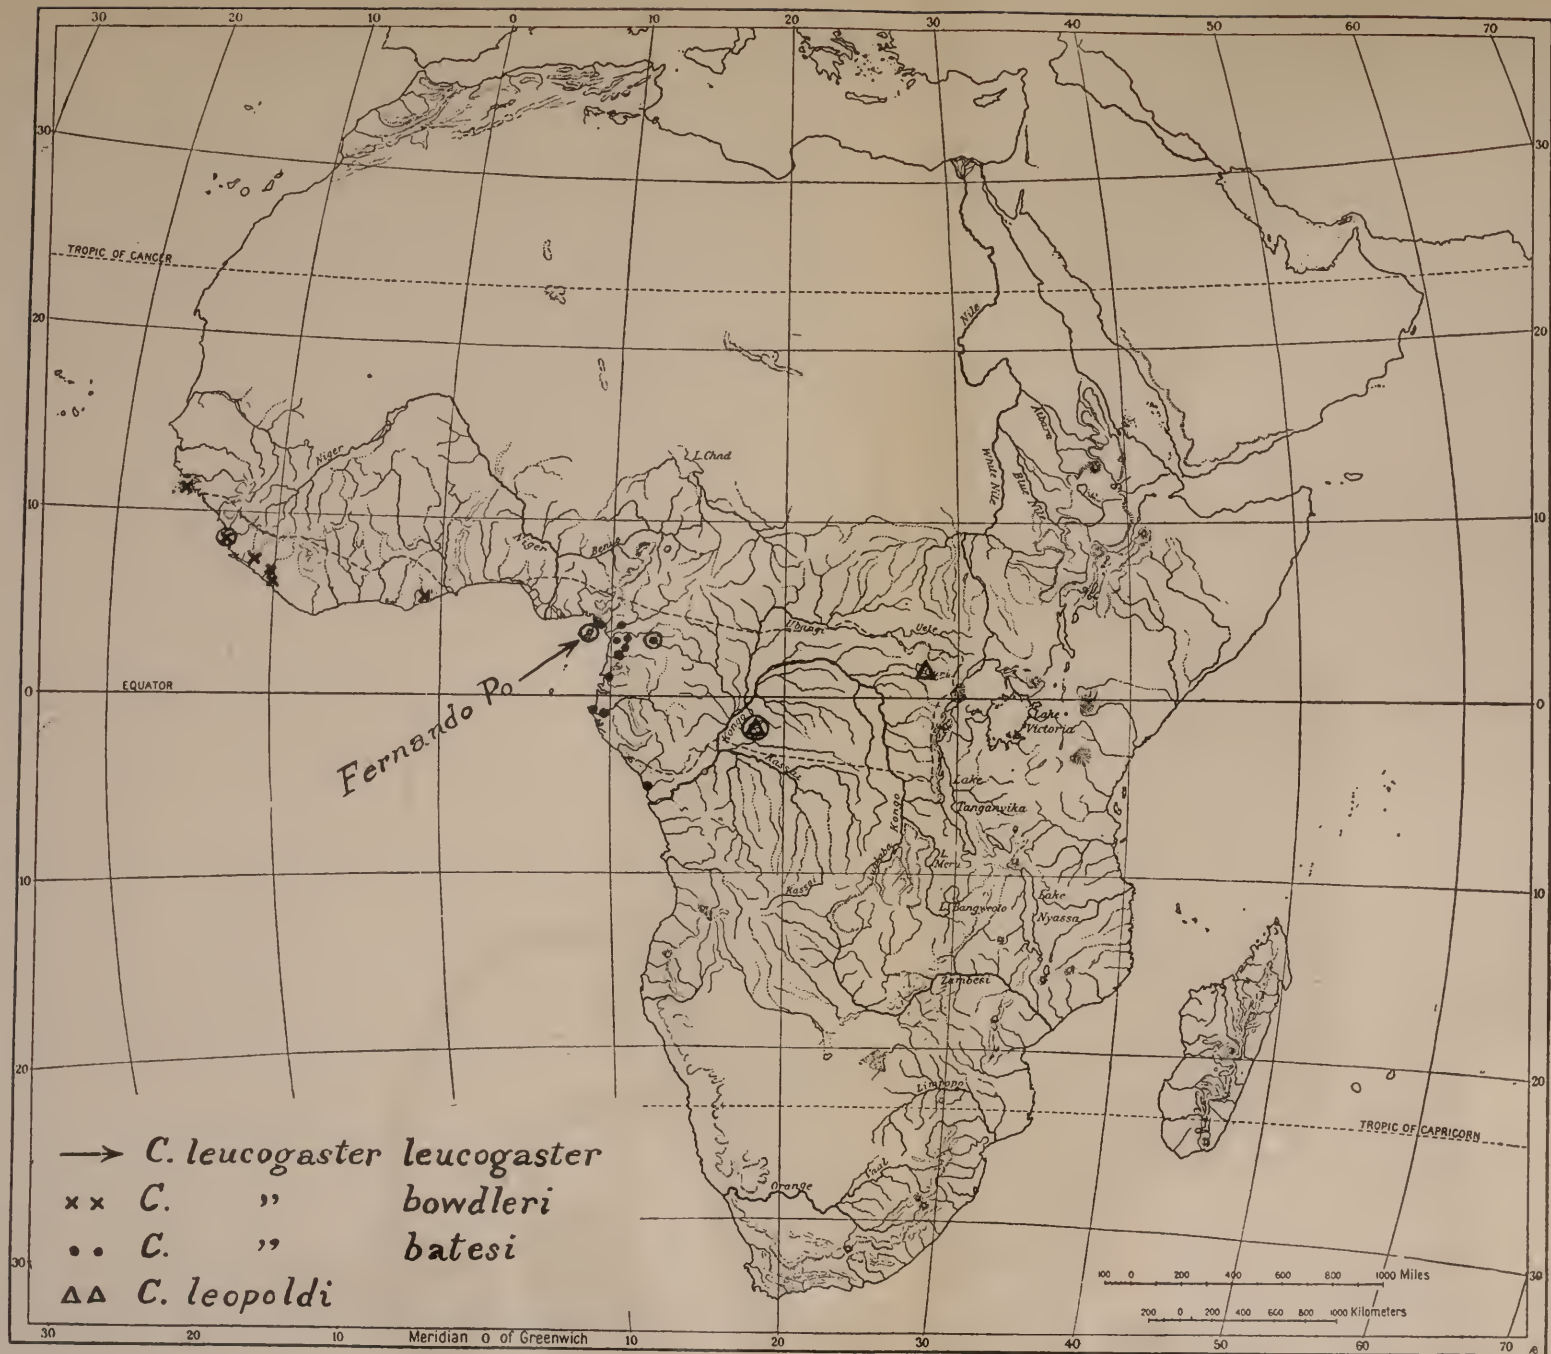 30 20 10 0 10 20 30 40 50 60 70
30 30
TROPIC OF CANCER
20 20
Nile
Atbara
Niger
L. Chad
White Nile
Blue Nile
10 10
Niger
Benue
Ubangi
Uele
Fernando Po
0 EQUATOR 0
Kongo
Lake
Victoria
Kassai
Lake
Tanganyika
Kongo
Lualaba
L.
Meru
Kassai
10 10
L. Bangweolo
Lake
Nyassa
Zambesi
20 20
Limpopo
TROPIC OF CAPRICORN
Vaal
Orange
→ C. leucogaster leucogaster
x x C. ” bowdleri
• • C. ” batesi
△△ C. leopoldi
30 30
100 0 200 400 600 800 1000 Miles
200 0 200 400 600 800 1000 Kilometers
30 20 10 Meridian 0 of Greenwich 10 20 30 40 50 60 70